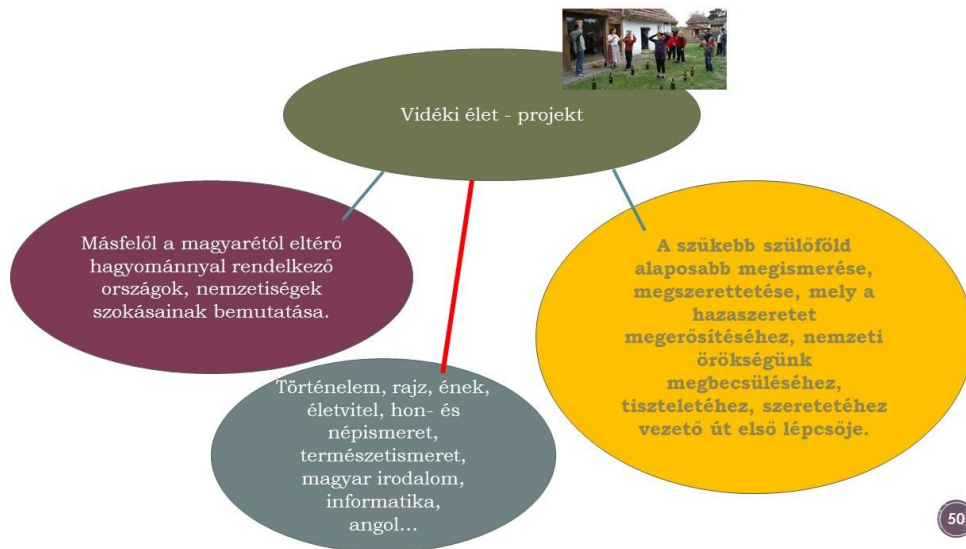 Vidéki élet - projekt
Másfelől a magyarétól eltérő
hagyománnyal rendelkező
országok, nemzetiségek
szokásainak bemutatása.
A szűkebb szülőföld
alaposabb megismerése,
megszerettetése, mely a
hazaszeretet
megerősítéséhez, nemzeti
örökségünk
megbecsüléséhez,
tiszteletéhez, szeretetéhez
vezető út első lépcsője.
Történelem, rajz, ének,
életvitel, hon- és
népismeret,
természetismeret,
magyar irodalom,
informatika,
angol...
50